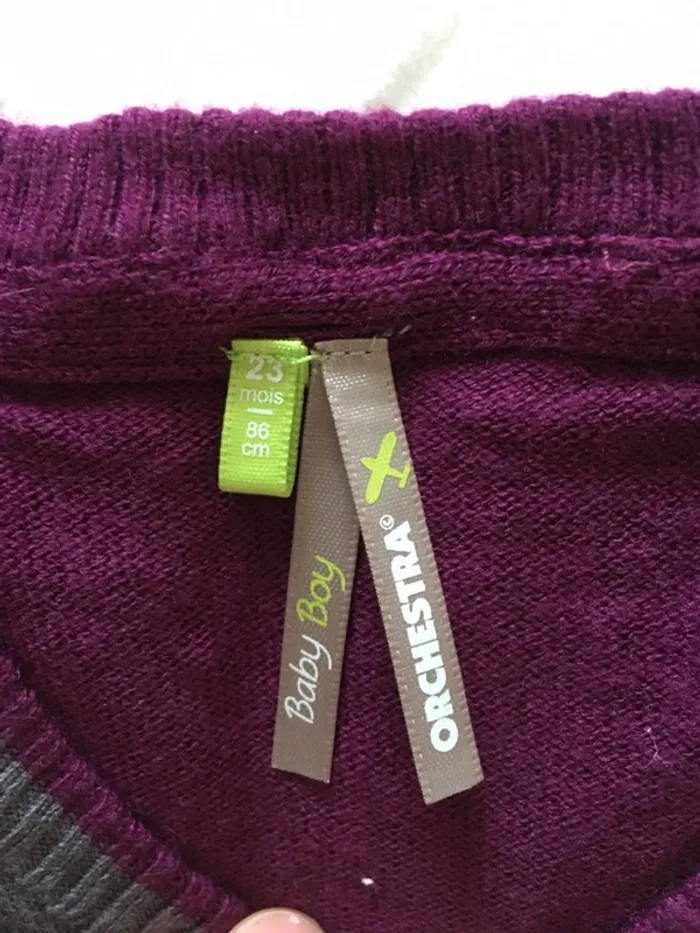 23
mois
86
cm
Baby Boy
ORCHESTRA©